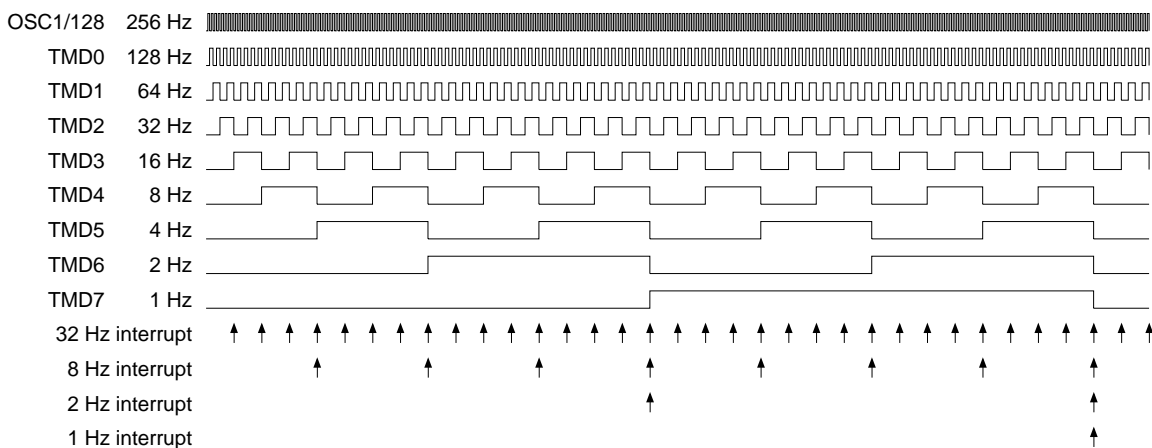 OSC1/128 256 Hz
TMD0 128 Hz
TMD1 64 Hz
TMD2 32 Hz
TMD3 16 Hz
TMD4 8 Hz
TMD5 4 Hz
TMD6 2 Hz
TMD7 1 Hz
32 Hz interrupt
8 Hz interrupt
2 Hz interrupt
1 Hz interrupt